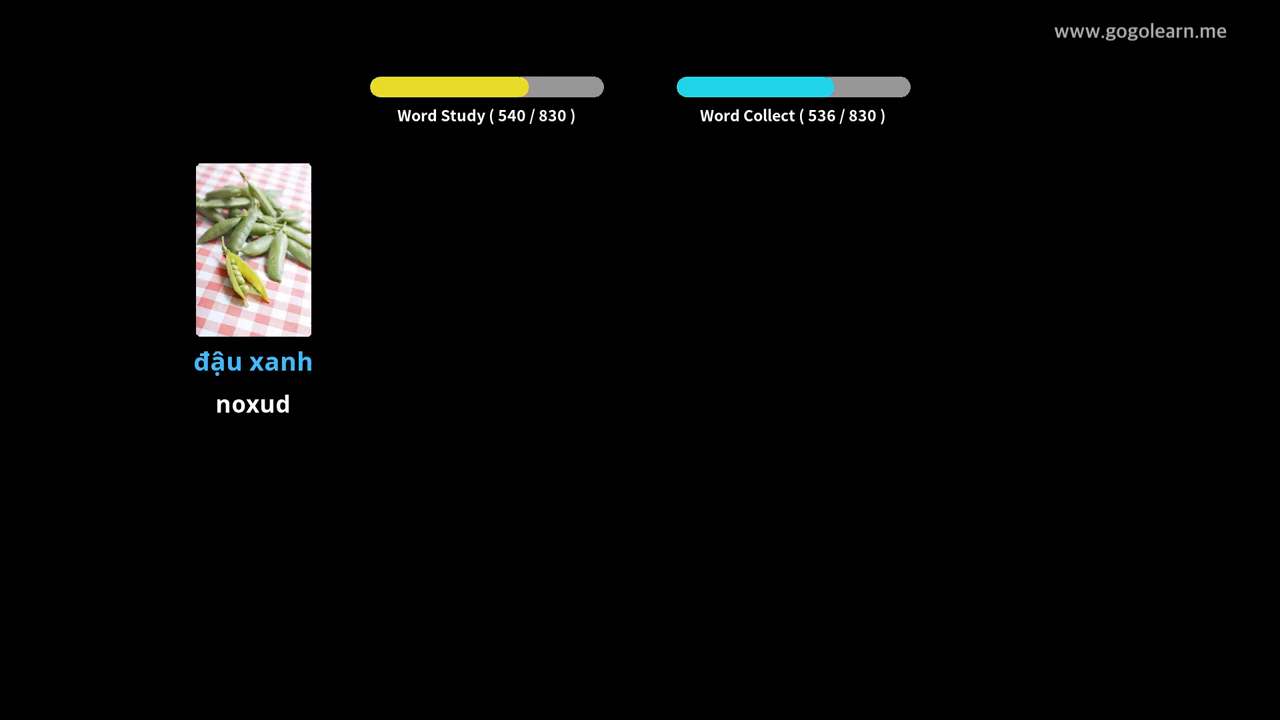 www.gogolearn.me
Word Study ( 540 / 830 )
Word Collect ( 536 / 830 )
đậu xanh
noxud